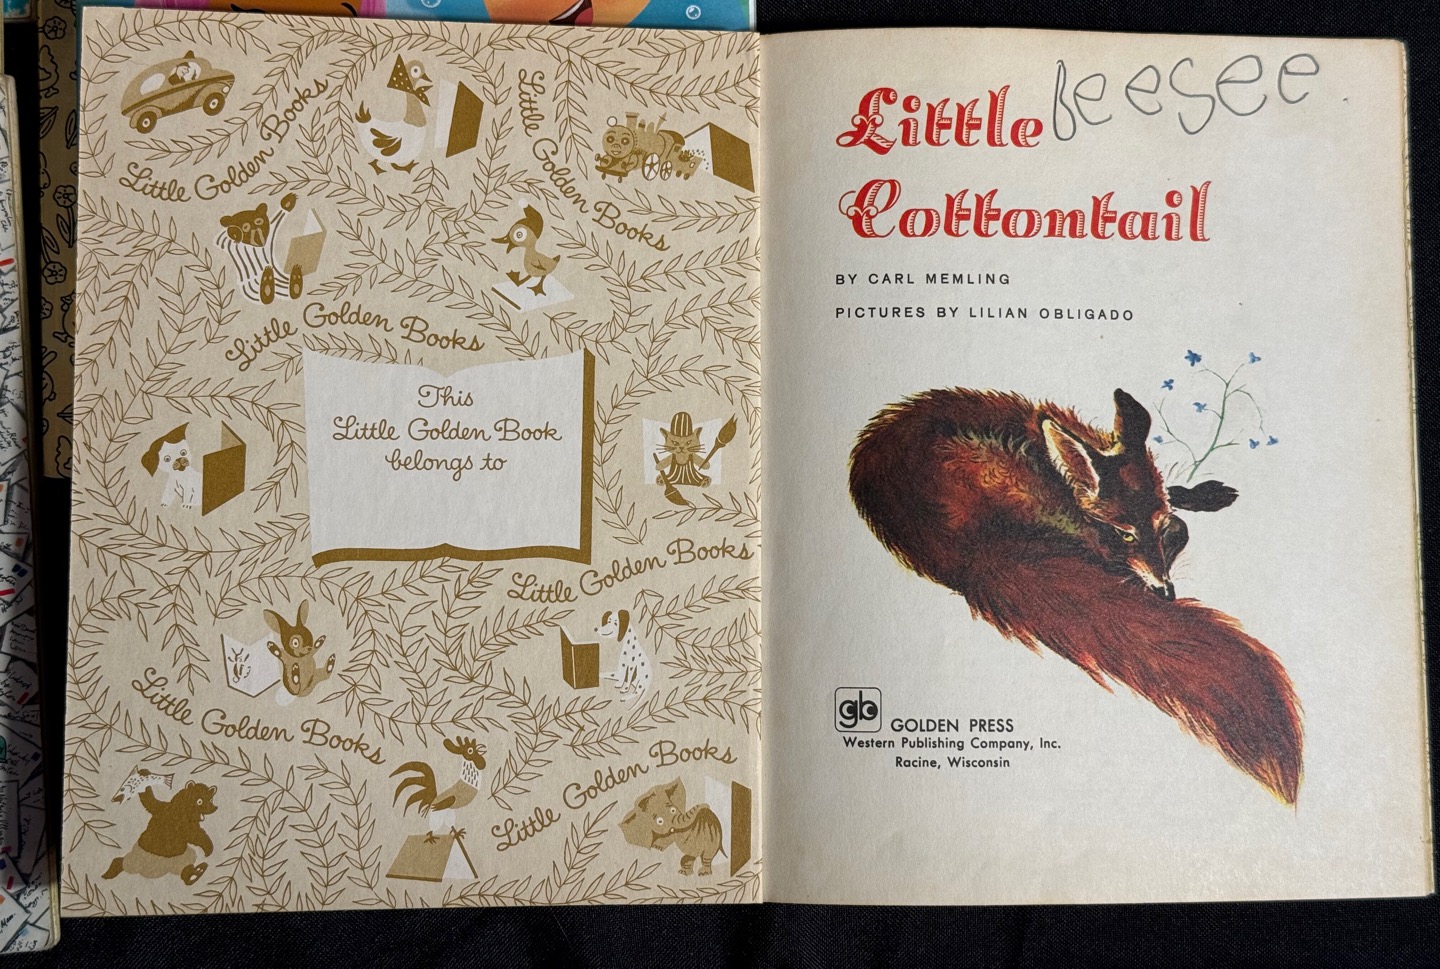 Little Golden Books
Little Golden Books
Little Golden Books
This
Little Golden Book
belongs to
Little Golden Books
Little Golden Books
Little Golden Books
Little Beesee
Cottontail
BY CARL MEMLING
PICTURES BY LILIAN OBLIGADO
gb GOLDEN PRESS
Western Publishing Company, Inc.
Racine, Wisconsin